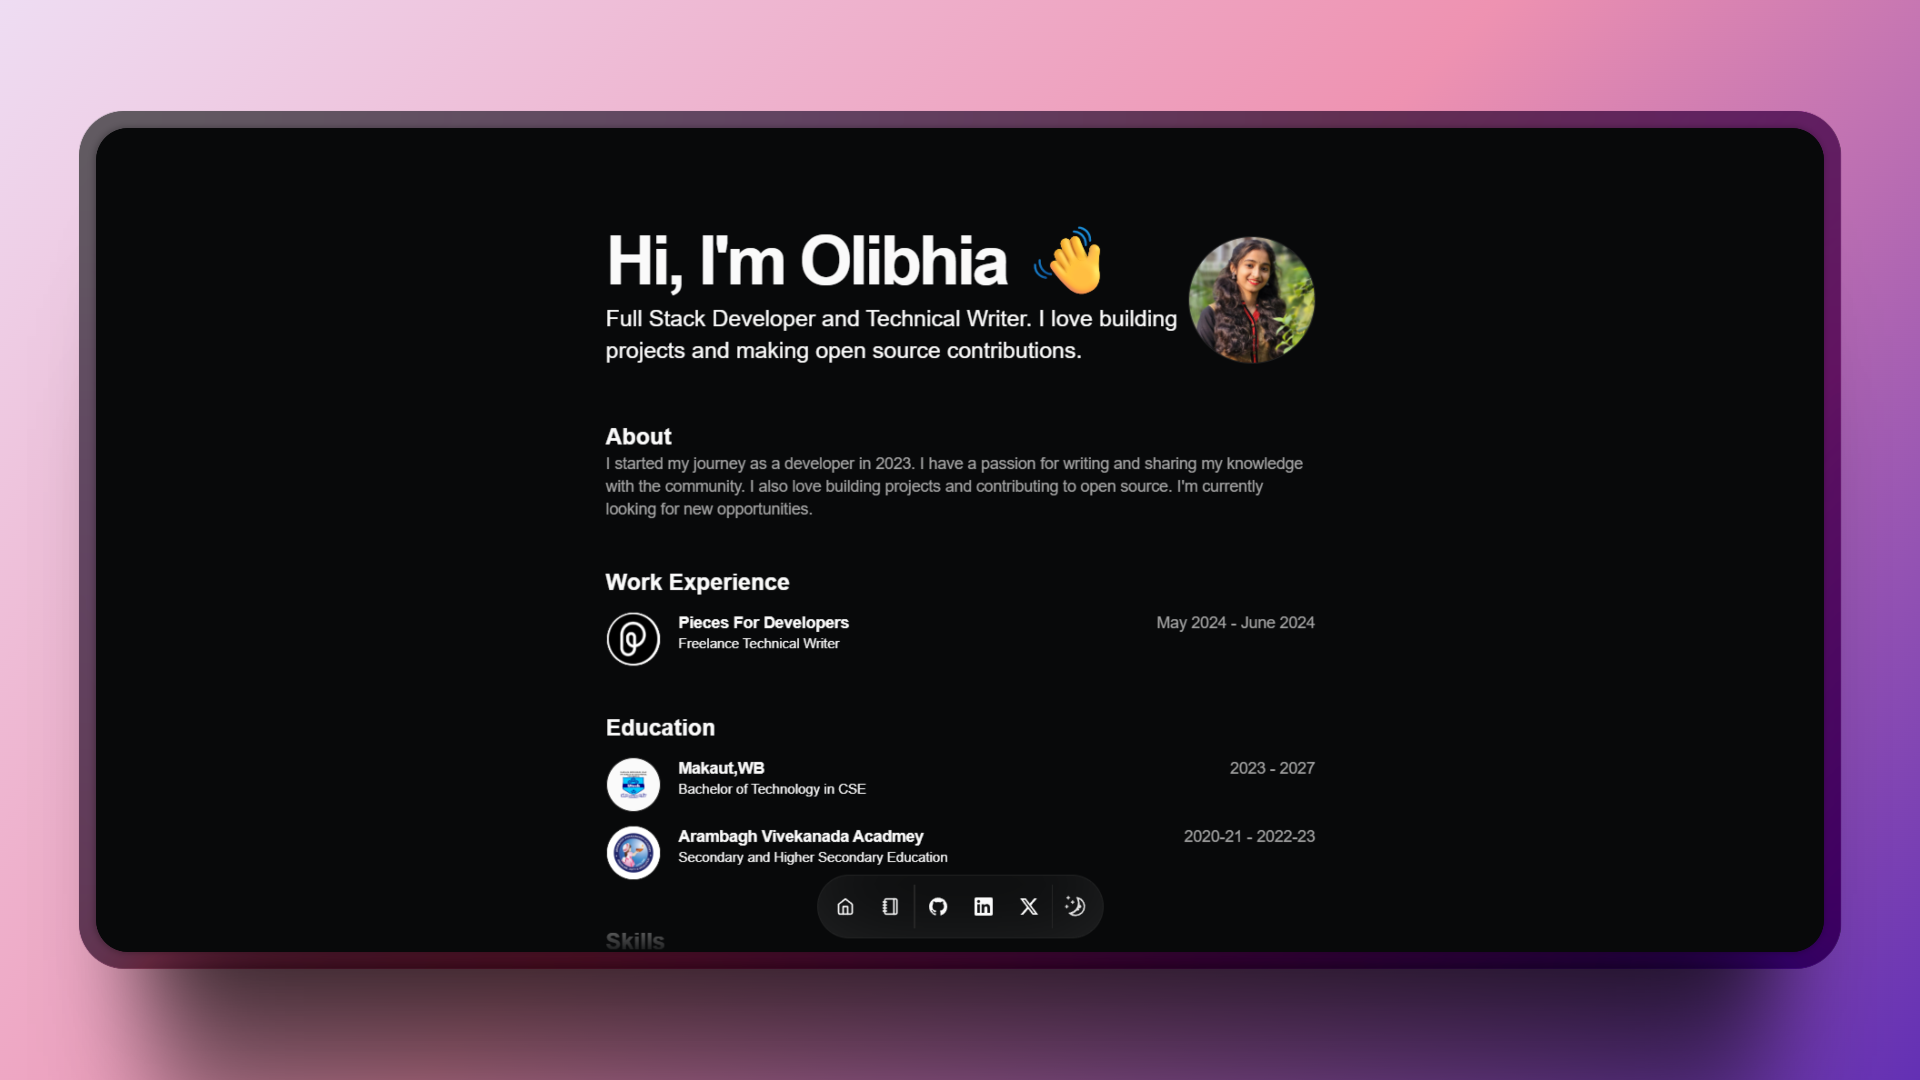 Hi, I'm Olibhia 👋
Full Stack Developer and Technical Writer. I love building
projects and making open source contributions.
About
I started my journey as a developer in 2023. I have a passion for writing and sharing my knowledge
with the community. I also love building projects and contributing to open source. I'm currently
looking for new opportunities.
Work Experience
Pieces For Developers
May 2024 - June 2024
Freelance Technical Writer
Education
Makaut,WB
2023 - 2027
Bachelor of Technology in CSE
Arambagh Vivekanada Acadmey
2020-21 - 2022-23
Secondary and Higher Secondary Education
Skills